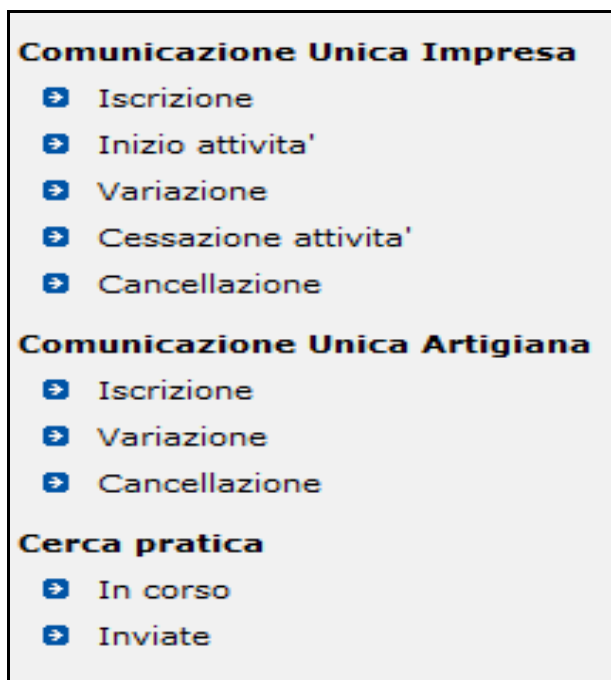 Comunicazione Unica Impresa
Iscrizione
Inizio attivita'
Variazione
Cessazione attivita'
Cancellazione
Comunicazione Unica Artigiana
Iscrizione
Variazione
Cancellazione
Cerca pratica
In corso
Inviate